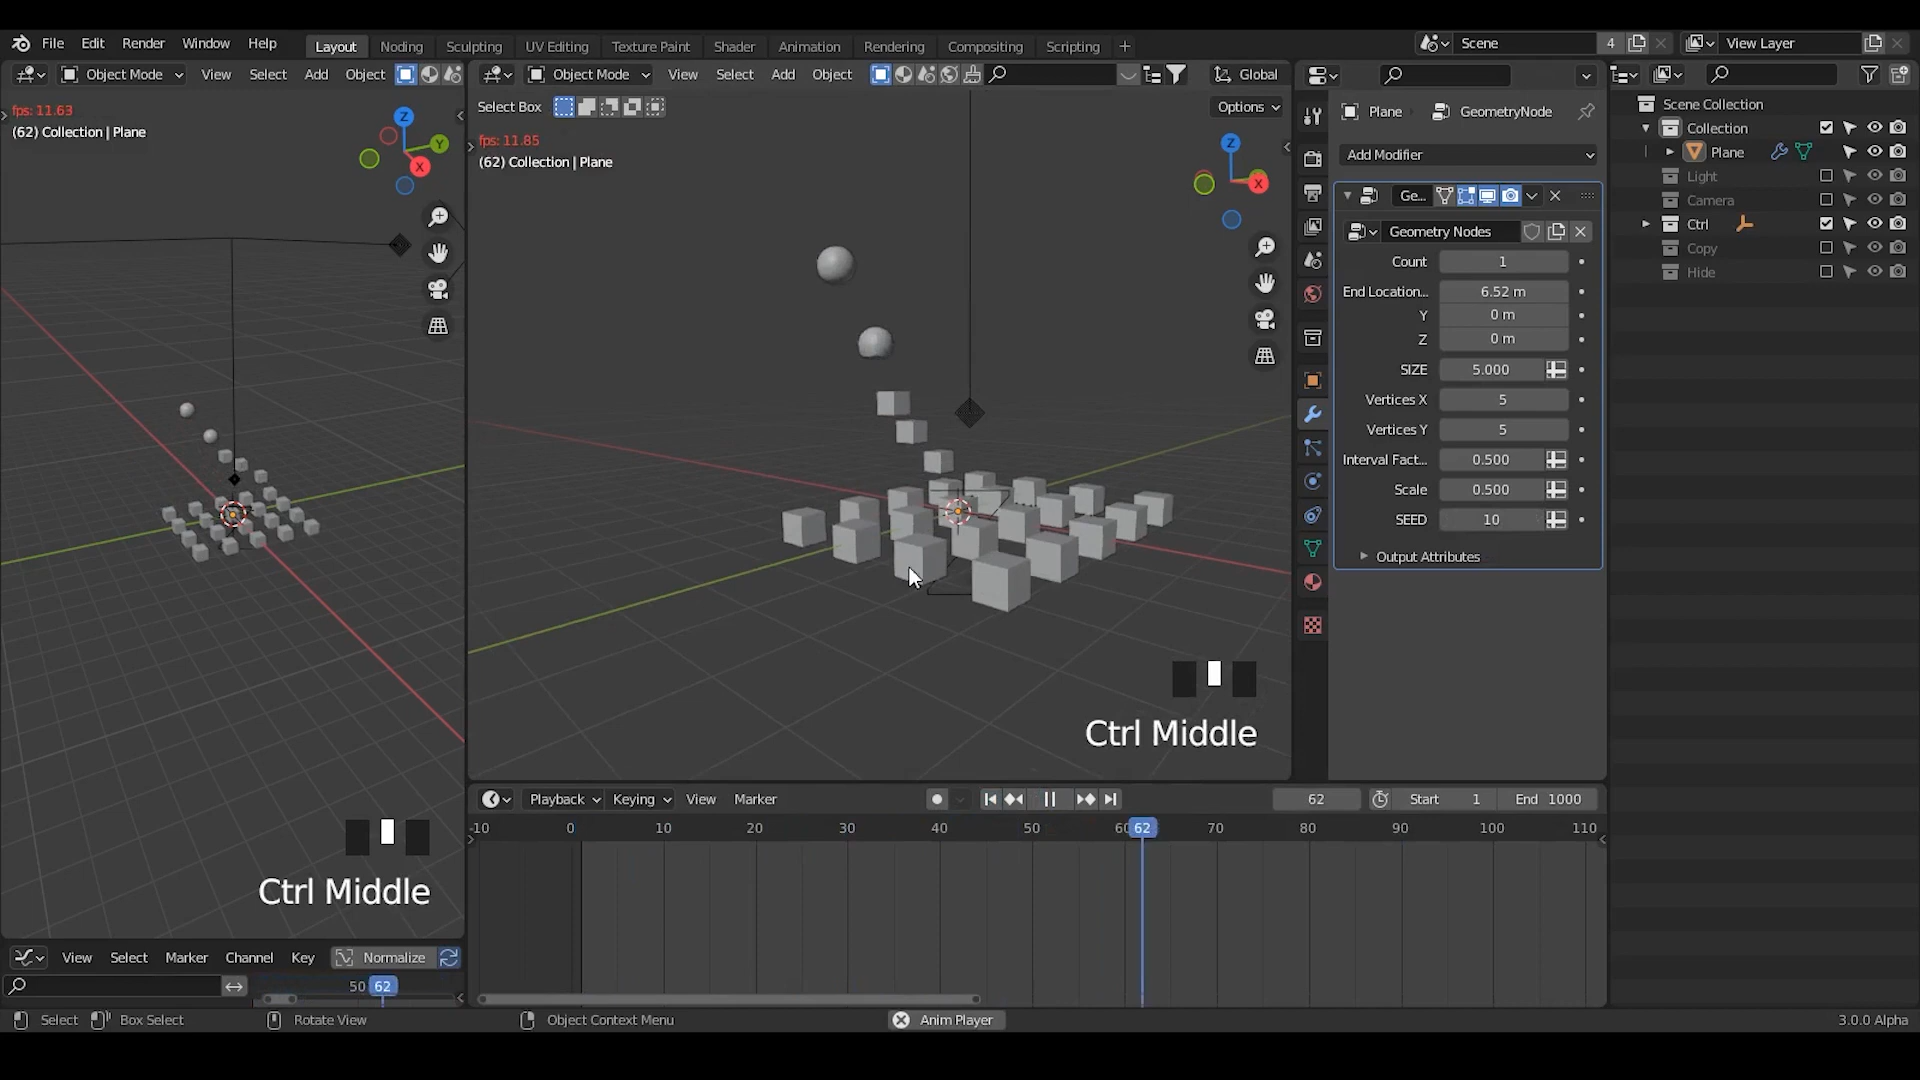 File Edit Render Window Help Layout Noding Sculpting UV Editing Texture Paint Shader Animation Rendering Compositing Scripting + Scene 4 View Layer
Object Mode View Select Add Object
Object Mode View Select Add Object Global
Select Box Options
fps: 11.63
(62) Collection | Plane
fps: 11.85
(62) Collection | Plane
Z
Y
X
Z
X
Plane GeometryNode
Add Modifier
Ge...
Geometry Nodes
Count 1
End Location... 6.52 m
Y 0 m
Z 0 m
SIZE 5.000
Vertices X 5
Vertices Y 5
Interval Fact... 0.500
Scale 0.500
SEED 10
Output Attributes
Scene Collection
Collection
Plane
Light
Camera
Ctrl
Copy
Hide
Ctrl Middle
Ctrl Middle
Playback Keying View Marker 62 Start 1 End 1000
-10 0 10 20 30 40 50 60 62 70 80 90 100 110
View Select Marker Channel Key Normalize
50 62
Select Box Select Rotate View Object Context Menu Anim Player 3.0.0 Alpha